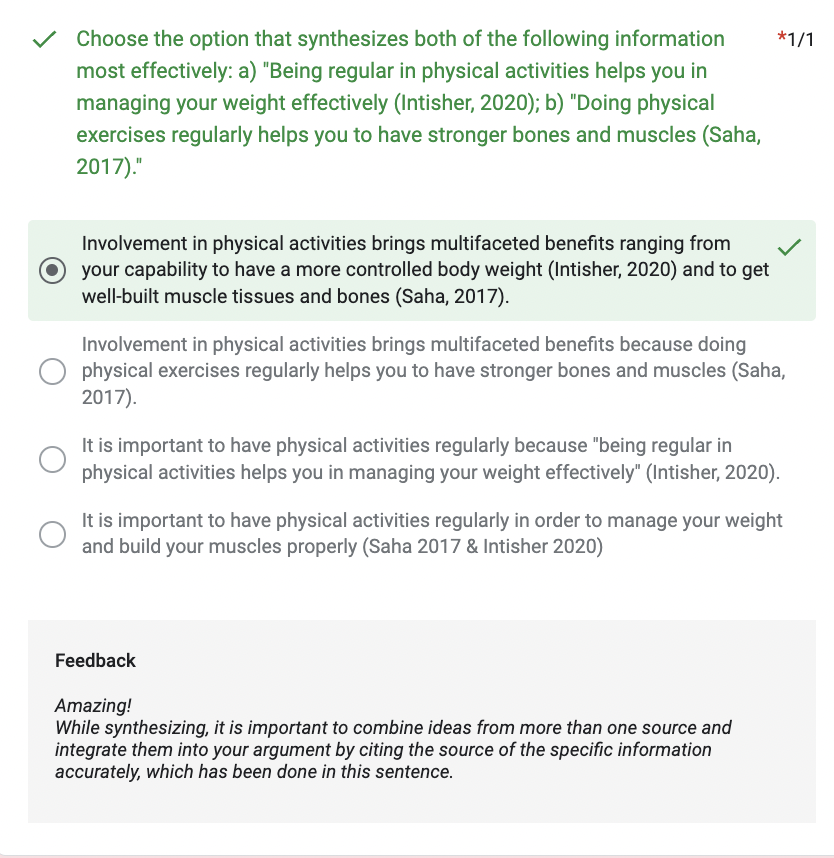 Choose the option that synthesizes both of the following information
*1/1
most effectively: a) "Being regular in physical activities helps you in
managing your weight effectively (Intisher, 2020); b) "Doing physical
exercises regularly helps you to have stronger bones and muscles (Saha,
2017)."
Involvement in physical activities brings multifaceted benefits ranging from
your capability to have a more controlled body weight (Intisher, 2020) and to get
well-built muscle tissues and bones (Saha, 2017).
Involvement in physical activities brings multifaceted benefits because doing
physical exercises regularly helps you to have stronger bones and muscles (Saha,
2017).
It is important to have physical activities regularly because "being regular in
physical activities helps you in managing your weight effectively" (Intisher, 2020).
It is important to have physical activities regularly in order to manage your weight
and build your muscles properly (Saha 2017 & Intisher 2020)
Feedback
Amazing!
While synthesizing, it is important to combine ideas from more than one source and
integrate them into your argument by citing the source of the specific information
accurately, which has been done in this sentence.